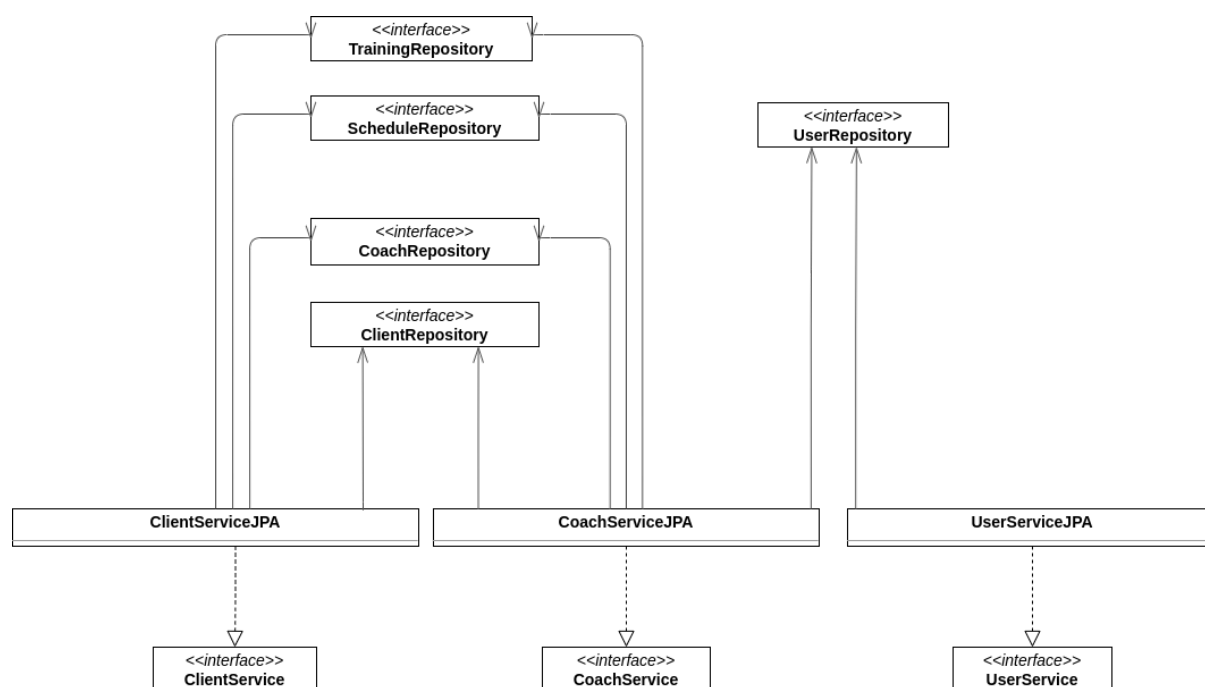 <<interface>>
TrainingRepository
<<interface>>
ScheduleRepository
<<interface>>
UserRepository
<<interface>>
CoachRepository
<<interface>>
ClientRepository
ClientServiceJPA
CoachServiceJPA
UserServiceJPA
<<interface>>
ClientService
<<interface>>
CoachService
<<interface>>
UserService